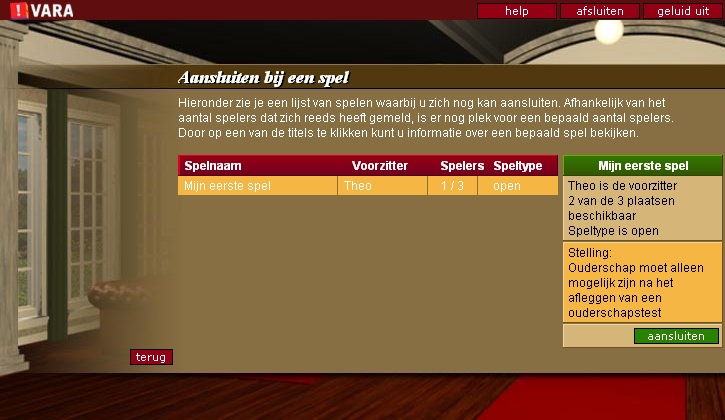 VARA
help afsluiten geluid uit
Aansluiten bij een spel
Hieronder zie je een lijst van spelen waarbij u zich nog kan aansluiten. Afhankelijk van het
aantal spelers dat zich reeds heeft gemeld, is er nog plek voor een bepaald aantal spelers.
Door op een van de titels te klikken kunt u informatie over een bepaald spel bekijken.
Spelnaam Voorzitter Spelers Speltype
Mijn eerste spel Theo 1 / 3 open
Mijn eerste spel
Theo is de voorzitter
2 van de 3 plaatsen
beschikbaar
Speltype is open
Stelling:
Ouderschap moet alleen
mogelijk zijn na het
afleggen van een
ouderschapstest
aansluiten
terug